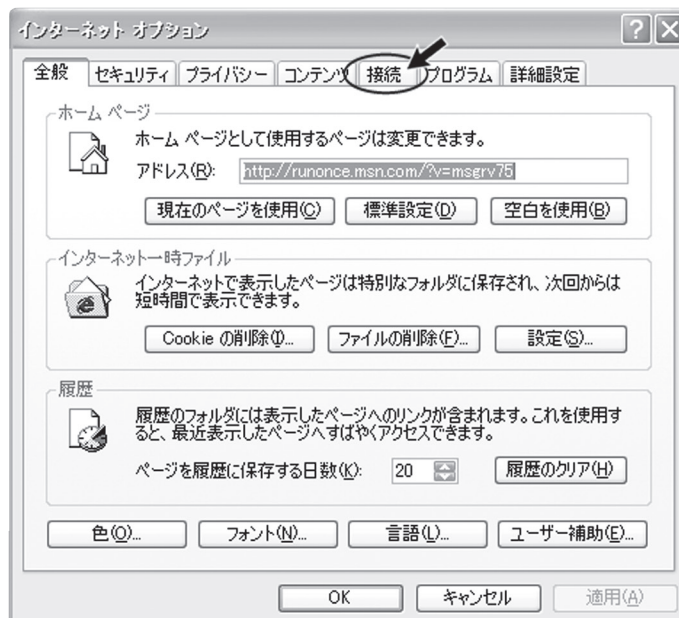 インターネット オプション
全般 セキュリティ プライバシー コンテンツ 接続 プログラム 詳細設定
ホーム ページ
ホーム ページとして使用するページは変更できます。
アドレス(R): http://runonce.msn.com/?v=msgrv75
現在のページを使用(C) 標準設定(D) 空白を使用(B)
インターネット一時ファイル
インターネットで表示したページは特別なフォルダに保存され、次回からは
短時間で表示できます。
Cookie の削除(I)... ファイルの削除(F)... 設定(S)...
履歴
履歴のフォルダには表示したページへのリンクが含まれます。これを使用す
ると、最近表示したページへすばやくアクセスできます。
ページを履歴に保存する日数(K): 20 履歴のクリア(H)
色(O)... フォント(N)... 言語(L)... ユーザー補助(E)...
OK キャンセル 適用(A)